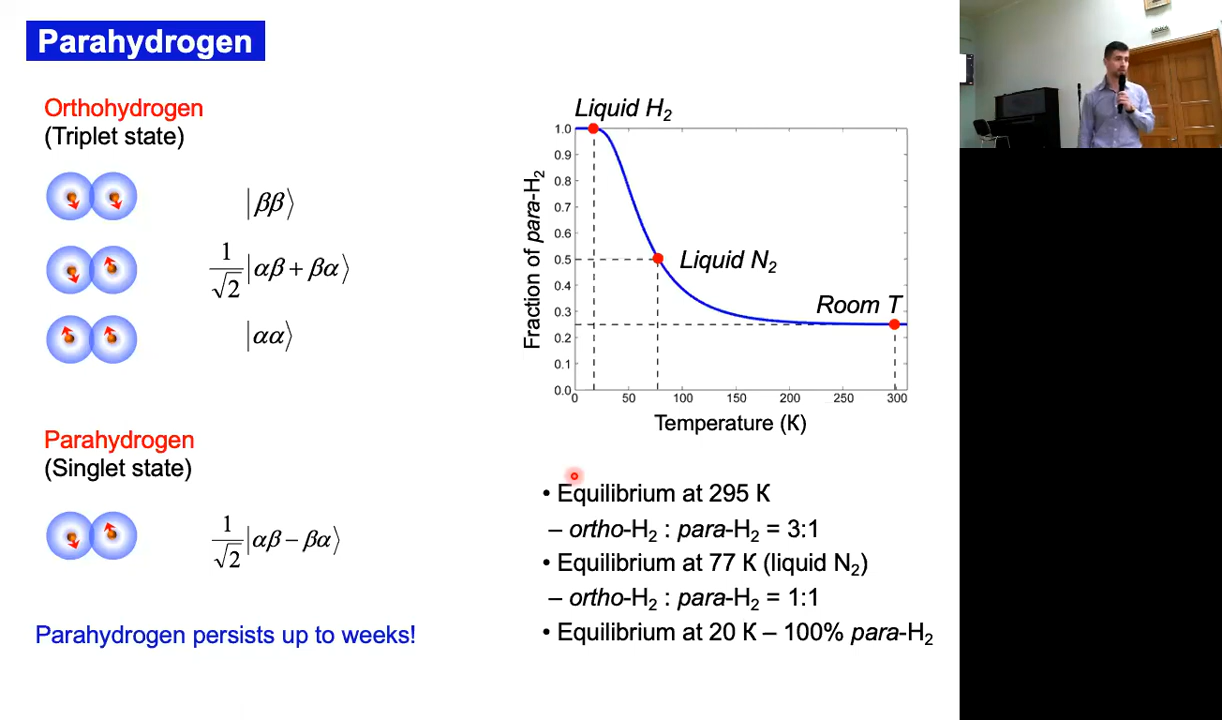 Parahydrogen
Orthohydrogen
(Triplet state)
|ββ⟩
1/√2 |αβ + βα⟩
|αα⟩
Parahydrogen
(Singlet state)
1/√2 |αβ − βα⟩
Parahydrogen persists up to weeks!
Liquid H₂
Liquid N₂
Room T
Fraction of para-H₂
1.0
0.9
0.8
0.7
0.6
0.5
0.4
0.3
0.2
0.1
0.0
0 50 100 150 200 250 300
Temperature (K)
• Equilibrium at 295 K
– ortho-H₂ : para-H₂ = 3:1
• Equilibrium at 77 K (liquid N₂)
– ortho-H₂ : para-H₂ = 1:1
• Equilibrium at 20 K – 100% para-H₂